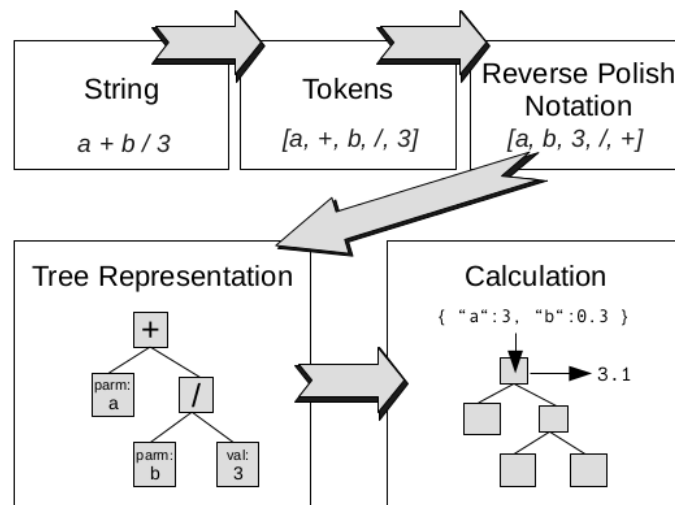 String
a + b / 3
Tokens
[a, +, b, /, 3]
Reverse Polish
Notation
[a, b, 3, /, +]
Tree Representation
+
parm:
a
/
parm:
b
val:
3
Calculation
{ “a“:3, “b“:0.3 }
3.1